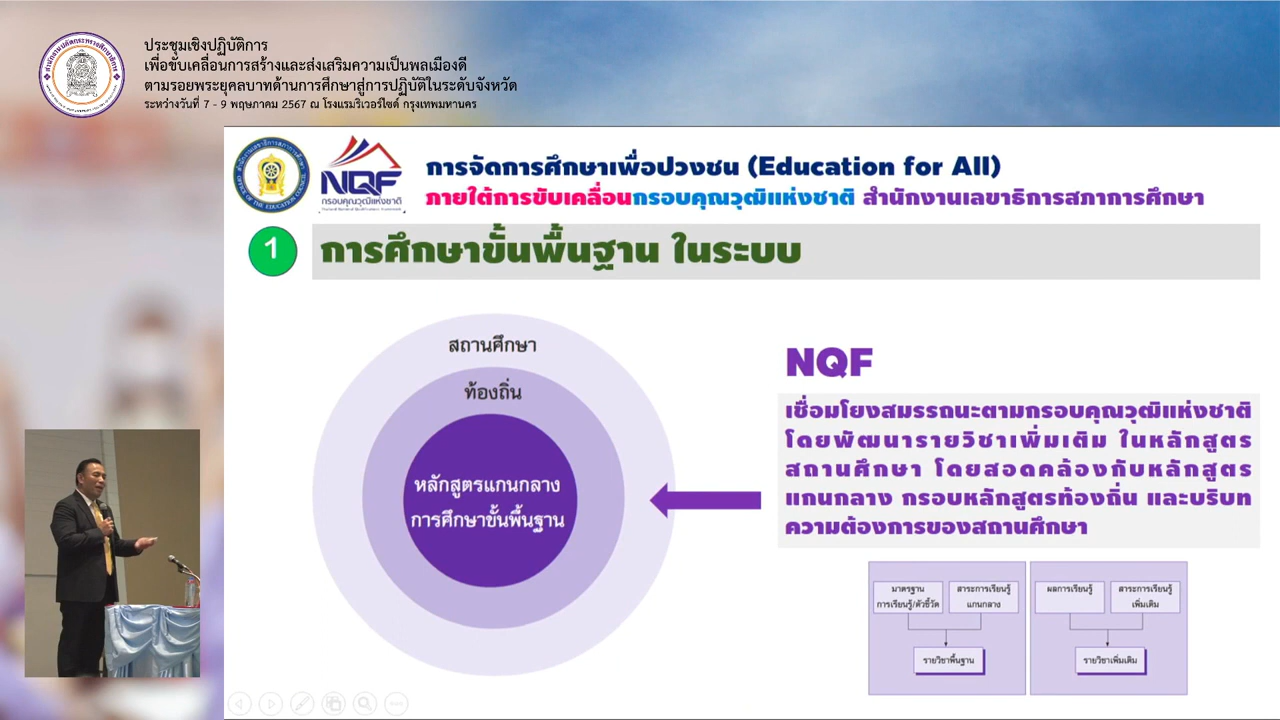 ประชุมเชิงปฏิบัติการ
เพื่อขับเคลื่อนการสร้างและส่งเสริมความเป็นพลเมืองดี
ตามรอยพระยุคลบาทด้านการศึกษาสู่การปฏิบัติในระดับจังหวัด
ระหว่างวันที่ 7 - 9 พฤษภาคม 2567 ณ โรงแรมริเวอร์ไซด์ กรุงเทพมหานคร
NQF
กรอบคุณวุฒิแห่งชาติ
การจัดการศึกษาเพื่อปวงชน (Education for All)
ภายใต้การขับเคลื่อนกรอบคุณวุฒิแห่งชาติ สำนักงานเลขาธิการสภาการศึกษา
1
การศึกษาขั้นพื้นฐาน ในระบบ
สถานศึกษา
ท้องถิ่น
หลักสูตรแกนกลาง
การศึกษาขั้นพื้นฐาน
NQF
เชื่อมโยงสมรรถนะตามกรอบคุณวุฒิแห่งชาติ
โดยพัฒนารายวิชาเพิ่มเติม ในหลักสูตร
สถานศึกษา โดยสอดคล้องกับหลักสูตร
แกนกลาง กรอบหลักสูตรท้องถิ่น และบริบท
ความต้องการของสถานศึกษา
มาตรฐาน
การเรียนรู้/ตัวชี้วัด
สาระการเรียนรู้
แกนกลาง
รายวิชาพื้นฐาน
ผลการเรียนรู้
สาระการเรียนรู้
เพิ่มเติม
รายวิชาเพิ่มเติม